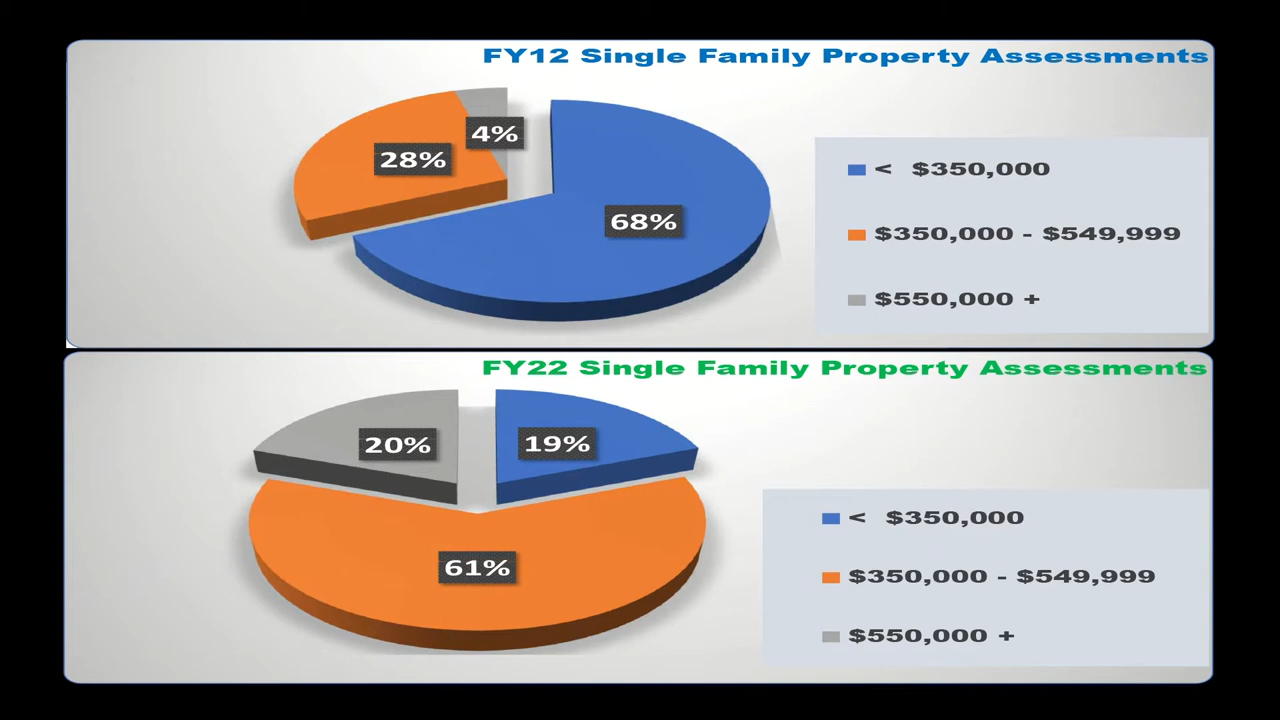 FY12 Single Family Property Assessments
4%
28%
68%
< $350,000
$350,000 - $549,999
$550,000 +
FY22 Single Family Property Assessments
20%
19%
61%
< $350,000
$350,000 - $549,999
$550,000 +